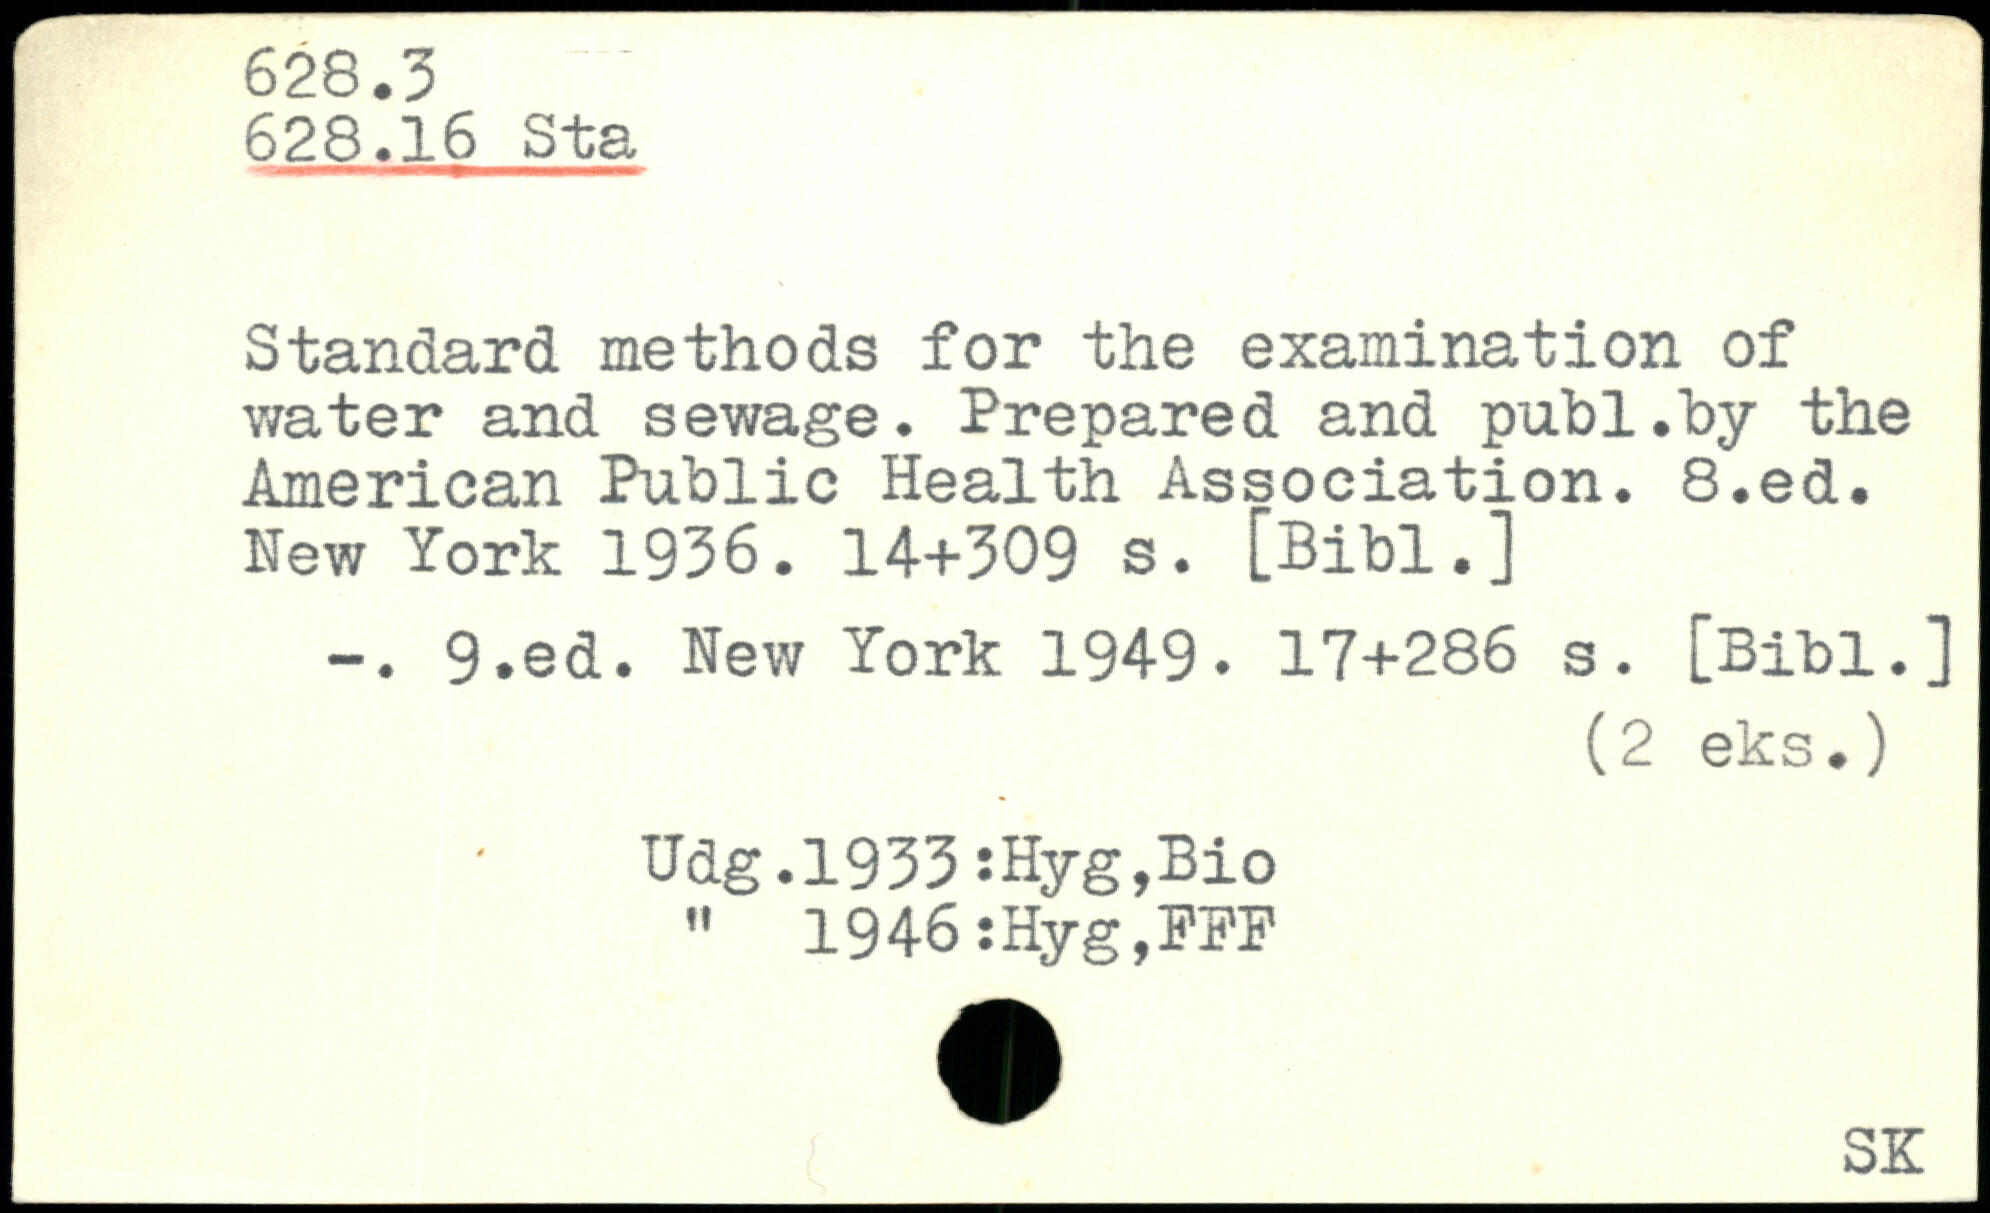 628.3
628.16 Sta
Standard methods for the examination of
water and sewage. Prepared and publ.by the
American Public Health Association. 8.ed.
New York 1936. 14+309 s. [Bibl.]
-. 9.ed. New York 1949. 17+286 s. [Bibl.]
(2 eks.)
Udg.1933:Hyg,Bio
" 1946:Hyg,FFF
SK